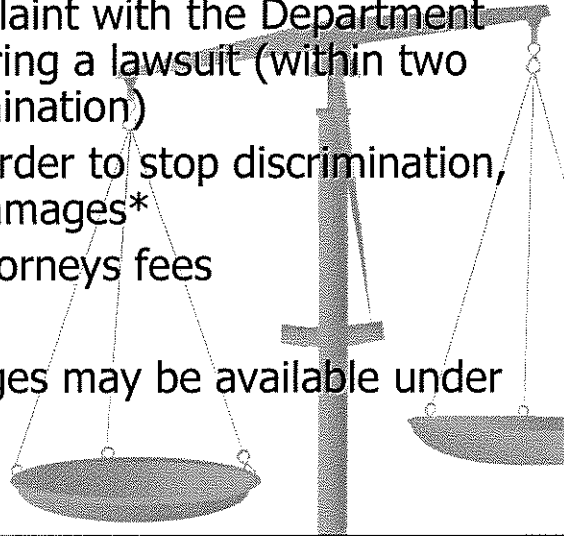 laint with the Department
ring a lawsuit (within two
ination)
rder to stop discrimination,
amages*
orneys fees
ges may be available under